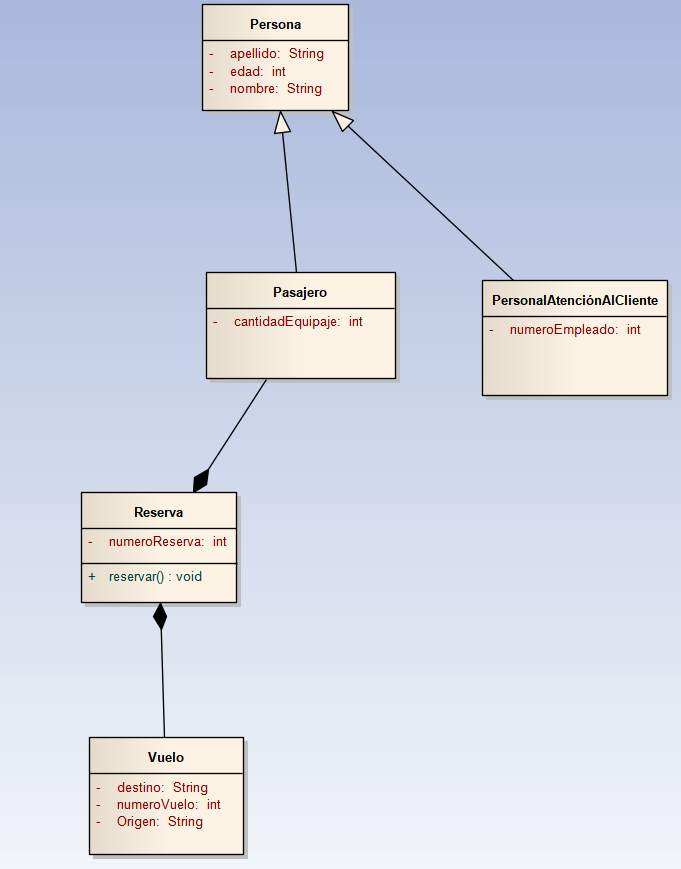 Persona
- apellido: String
- edad: int
- nombre: String
Pasajero
- cantidadEquipaje: int
PersonalAtenciónAlCliente
- numeroEmpleado: int
Reserva
- numeroReserva: int
+ reservar() : void
Vuelo
- destino: String
- numeroVuelo: int
- Origen: String